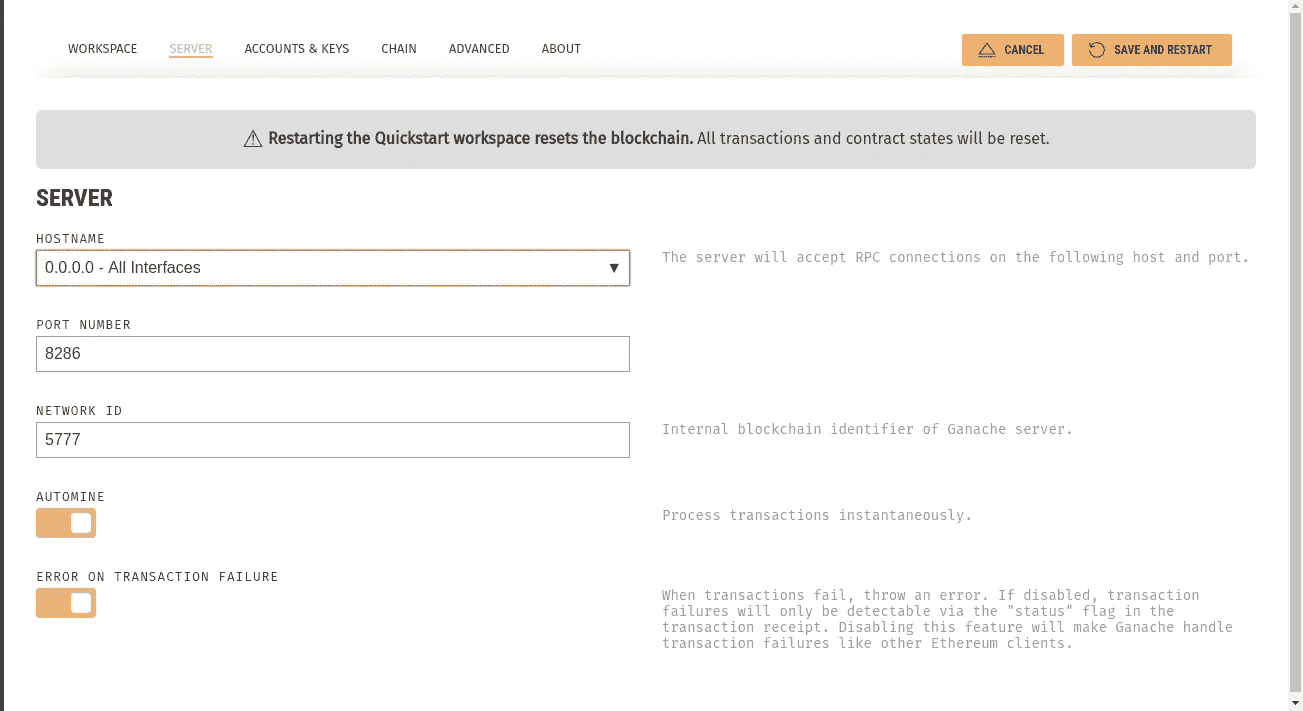 WORKSPACE SERVER ACCOUNTS & KEYS CHAIN ADVANCED ABOUT CANCEL SAVE AND RESTART
Restarting the Quickstart workspace resets the blockchain. All transactions and contract states will be reset.
SERVER
HOSTNAME
0.0.0.0 - All Interfaces
The server will accept RPC connections on the following host and port.
PORT NUMBER
8286
NETWORK ID
5777
Internal blockchain identifier of Ganache server.
AUTOMINE
Process transactions instantaneously.
ERROR ON TRANSACTION FAILURE
When transactions fail, throw an error. If disabled, transaction
failures will only be detectable via the "status" flag in the
transaction receipt. Disabling this feature will make Ganache handle
transaction failures like other Ethereum clients.